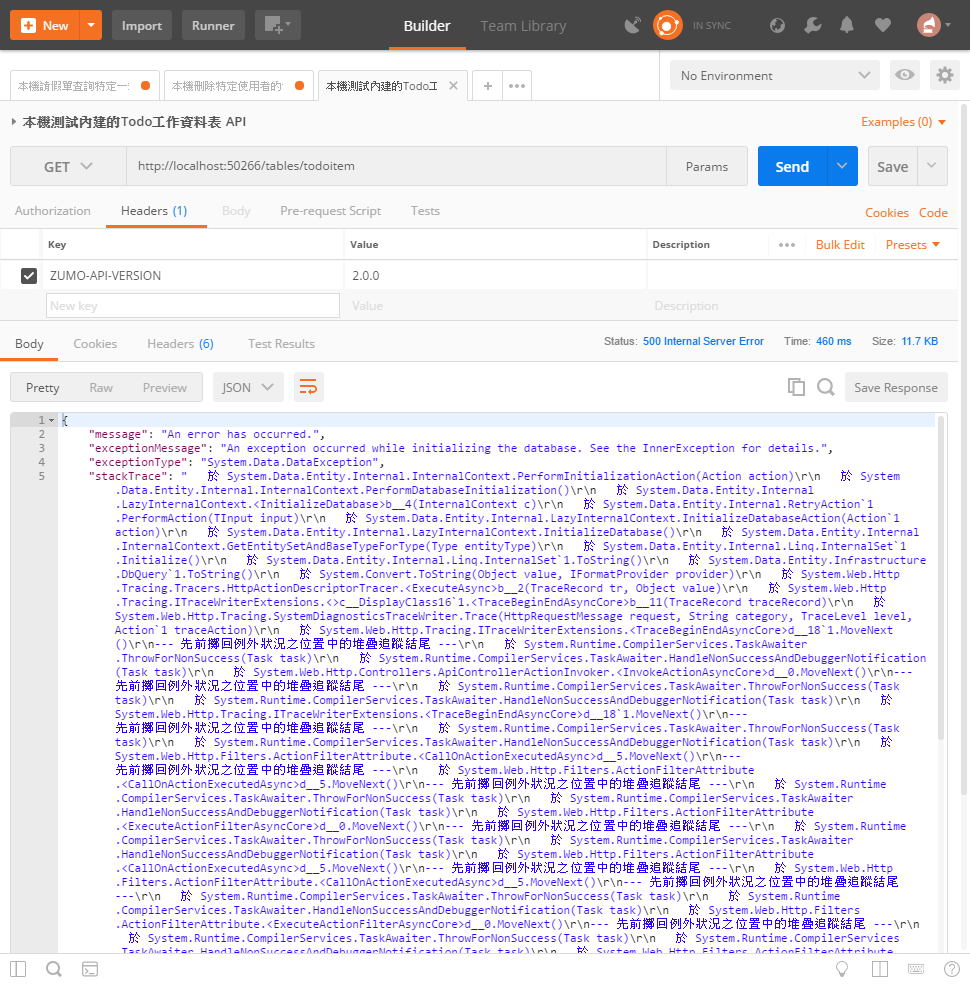 New
Import
Runner
Builder
Team Library
IN SYNC
本機請假單查詢特定一
本機刪除特定使用者的
本機測試內建的Todo工
No Environment
本機測試內建的Todo工作資料表 API
Examples (0)
GET
http://localhost:50266/tables/todoitem
Params
Send
Save
Authorization
Headers (1)
Body
Pre-request Script
Tests
Cookies
Code
Key
Value
Description
Bulk Edit
Presets
ZUMO-API-VERSION
2.0.0
New key
Value
Description
Body
Cookies
Headers (6)
Test Results
Status: 500 Internal Server Error
Time: 460 ms
Size: 11.7 KB
Pretty
Raw
Preview
JSON
Save Response
1 {
2 "message": "An error has occurred.",
3 "exceptionMessage": "An exception occurred while initializing the database. See the InnerException for details.",
4 "exceptionType": "System.Data.DataException",
5 "stackTrace": "   於 System.Data.Entity.Internal.InternalContext.PerformInitializationAction(Action action)\r\n   於 System
.Data.Entity.Internal.InternalContext.PerformDatabaseInitialization()\r\n   於 System.Data.Entity.Internal
.LazyInternalContext.<InitializeDatabase>b__4(InternalContext c)\r\n   於 System.Data.Entity.Internal.RetryAction`1
.PerformAction(TInput input)\r\n   於 System.Data.Entity.Internal.LazyInternalContext.InitializeDatabaseAction(Action`1
action)\r\n   於 System.Data.Entity.Internal.LazyInternalContext.InitializeDatabase()\r\n   於 System.Data.Entity.Internal
.InternalContext.GetEntitySetAndBaseTypeForType(Type entityType)\r\n   於 System.Data.Entity.Internal.Linq.InternalSet`1
.Initialize()\r\n   於 System.Data.Entity.Internal.Linq.InternalSet`1.ToString()\r\n   於 System.Data.Entity.Infrastructure
.DbQuery`1.ToString()\r\n   於 System.Convert.ToString(Object value, IFormatProvider provider)\r\n   於 System.Web.Http
.Tracing.Tracers.HttpActionDescriptorTracer.<ExecuteAsync>b__2(TraceRecord tr, Object value)\r\n   於 System.Web.Http
.Tracing.ITraceWriterExtensions.<>c__DisplayClass16`1.<TraceBeginEndAsyncCore>b__11(TraceRecord traceRecord)\r\n   於
System.Web.Http.Tracing.SystemDiagnosticsTraceWriter.Trace(HttpRequestMessage request, String category, TraceLevel level,
Action`1 traceAction)\r\n   於 System.Web.Http.Tracing.ITraceWriterExtensions.<TraceBeginEndAsyncCore>d__18`1.MoveNext
()\r\n--- 先前擲回例外狀況之位置中的堆疊追蹤結尾 ---\r\n   於 System.Runtime.CompilerServices.TaskAwaiter
.ThrowForNonSuccess(Task task)\r\n   於 System.Runtime.CompilerServices.TaskAwaiter.HandleNonSuccessAndDebuggerNotification
(Task task)\r\n   於 System.Web.Http.Controllers.ApiControllerActionInvoker.<InvokeActionAsyncCore>d__0.MoveNext()\r\n---
先前擲回例外狀況之位置中的堆疊追蹤結尾 ---\r\n   於 System.Runtime.CompilerServices.TaskAwaiter.ThrowForNonSuccess(Task
task)\r\n   於 System.Runtime.CompilerServices.TaskAwaiter.HandleNonSuccessAndDebuggerNotification(Task task)\r\n   於
System.Web.Http.Tracing.ITraceWriterExtensions.<TraceBeginEndAsyncCore>d__18`1.MoveNext()\r\n---
先前擲回例外狀況之位置中的堆疊追蹤結尾 ---\r\n   於 System.Runtime.CompilerServices.TaskAwaiter.ThrowForNonSuccess(Task
task)\r\n   於 System.Runtime.CompilerServices.TaskAwaiter.HandleNonSuccessAndDebuggerNotification(Task task)\r\n   於
System.Web.Http.Filters.ActionFilterAttribute.<CallOnActionExecutedAsync>d__5.MoveNext()\r\n---
先前擲回例外狀況之位置中的堆疊追蹤結尾 ---\r\n   於 System.Web.Http.Filters.ActionFilterAttribute
.<CallOnActionExecutedAsync>d__5.MoveNext()\r\n--- 先前擲回例外狀況之位置中的堆疊追蹤結尾 ---\r\n   於 System.Runtime
.CompilerServices.TaskAwaiter.ThrowForNonSuccess(Task task)\r\n   於 System.Runtime.CompilerServices.TaskAwaiter
.HandleNonSuccessAndDebuggerNotification(Task task)\r\n   於 System.Web.Http.Filters.ActionFilterAttribute
.<ExecuteActionFilterAsyncCore>d__0.MoveNext()\r\n--- 先前擲回例外狀況之位置中的堆疊追蹤結尾 ---\r\n   於 System.Runtime
.CompilerServices.TaskAwaiter.ThrowForNonSuccess(Task task)\r\n   於 System.Runtime.CompilerServices.TaskAwaiter
.HandleNonSuccessAndDebuggerNotification(Task task)\r\n   於 System.Web.Http.Filters.ActionFilterAttribute
.<CallOnActionExecutedAsync>d__5.MoveNext()\r\n--- 先前擲回例外狀況之位置中的堆疊追蹤結尾 ---\r\n   於 System.Web.Http
.Filters.ActionFilterAttribute.<CallOnActionExecutedAsync>d__5.MoveNext()\r\n--- 先前擲回例外狀況之位置中的堆疊追蹤結尾
---\r\n   於 System.Runtime.CompilerServices.TaskAwaiter.ThrowForNonSuccess(Task task)\r\n   於 System.Runtime
.CompilerServices.TaskAwaiter.HandleNonSuccessAndDebuggerNotification(Task task)\r\n   於 System.Web.Http.Filters
.ActionFilterAttribute.<ExecuteActionFilterAsyncCore>d__0.MoveNext()\r\n--- 先前擲回例外狀況之位置中的堆疊追蹤結尾 ---\r\n
於 System.Runtime.CompilerServices.TaskAwaiter.ThrowForNonSuccess(Task task)\r\n   於 System.Runtime.CompilerServices
.TaskAwaiter.HandleNonSuccessAndDebuggerNotification(Task task)\r\n   於 System.Web.Http.Filters.ActionFilterAttribute